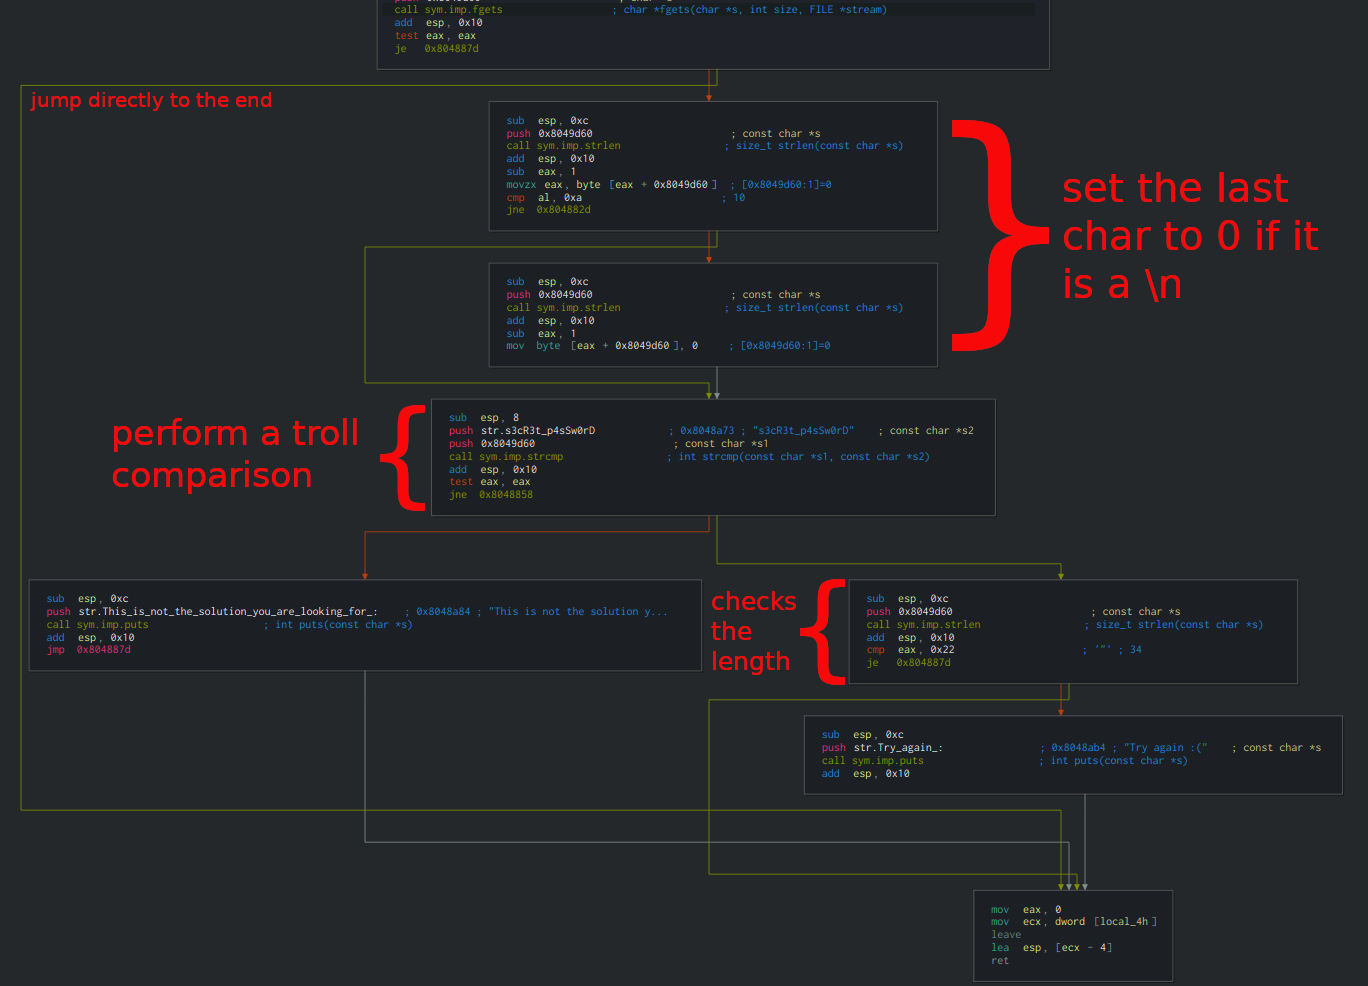 call sym.imp.fgets ; char *fgets(char *s, int size, FILE *stream)
add esp, 0x10
test eax, eax
je 0x804887d
jump directly to the end
sub esp, 0xc
push 0x8049d60 ; const char *s
call sym.imp.strlen ; size_t strlen(const char *s)
add esp, 0x10
sub eax, 1
movzx eax, byte [eax + 0x8049d60] ; [0x8049d60:1]=0
cmp al, 0xa ; 10
jne 0x804882d
set the last
char to 0 if it
is a \n
sub esp, 0xc
push 0x8049d60 ; const char *s
call sym.imp.strlen ; size_t strlen(const char *s)
add esp, 0x10
sub eax, 1
mov byte [eax + 0x8049d60], 0 ; [0x8049d60:1]=0
perform a troll
comparison
sub esp, 8
push str.s3cR3t_p4sSw0rD ; 0x8048a73 ; "s3cR3t_p4sSw0rD" ; const char *s2
push 0x8049d60 ; const char *s1
call sym.imp.strcmp ; int strcmp(const char *s1, const char *s2)
add esp, 0x10
test eax, eax
jne 0x8048858
sub esp, 0xc
push str.This_is_not_the_solution_you_are_looking_for_: ; 0x8048a84 ; "This is not the solution y...
call sym.imp.puts ; int puts(const char *s)
add esp, 0x10
jmp 0x804887d
checks
the
length
sub esp, 0xc
push 0x8049d60 ; const char *s
call sym.imp.strlen ; size_t strlen(const char *s)
add esp, 0x10
cmp eax, 0x22 ; '"' ; 34
je 0x804887d
sub esp, 0xc
push str.Try_again_: ; 0x8048ab4 ; "Try again :(" ; const char *s
call sym.imp.puts ; int puts(const char *s)
add esp, 0x10
mov eax, 0
mov ecx, dword [local_4h]
leave
lea esp, [ecx - 4]
ret